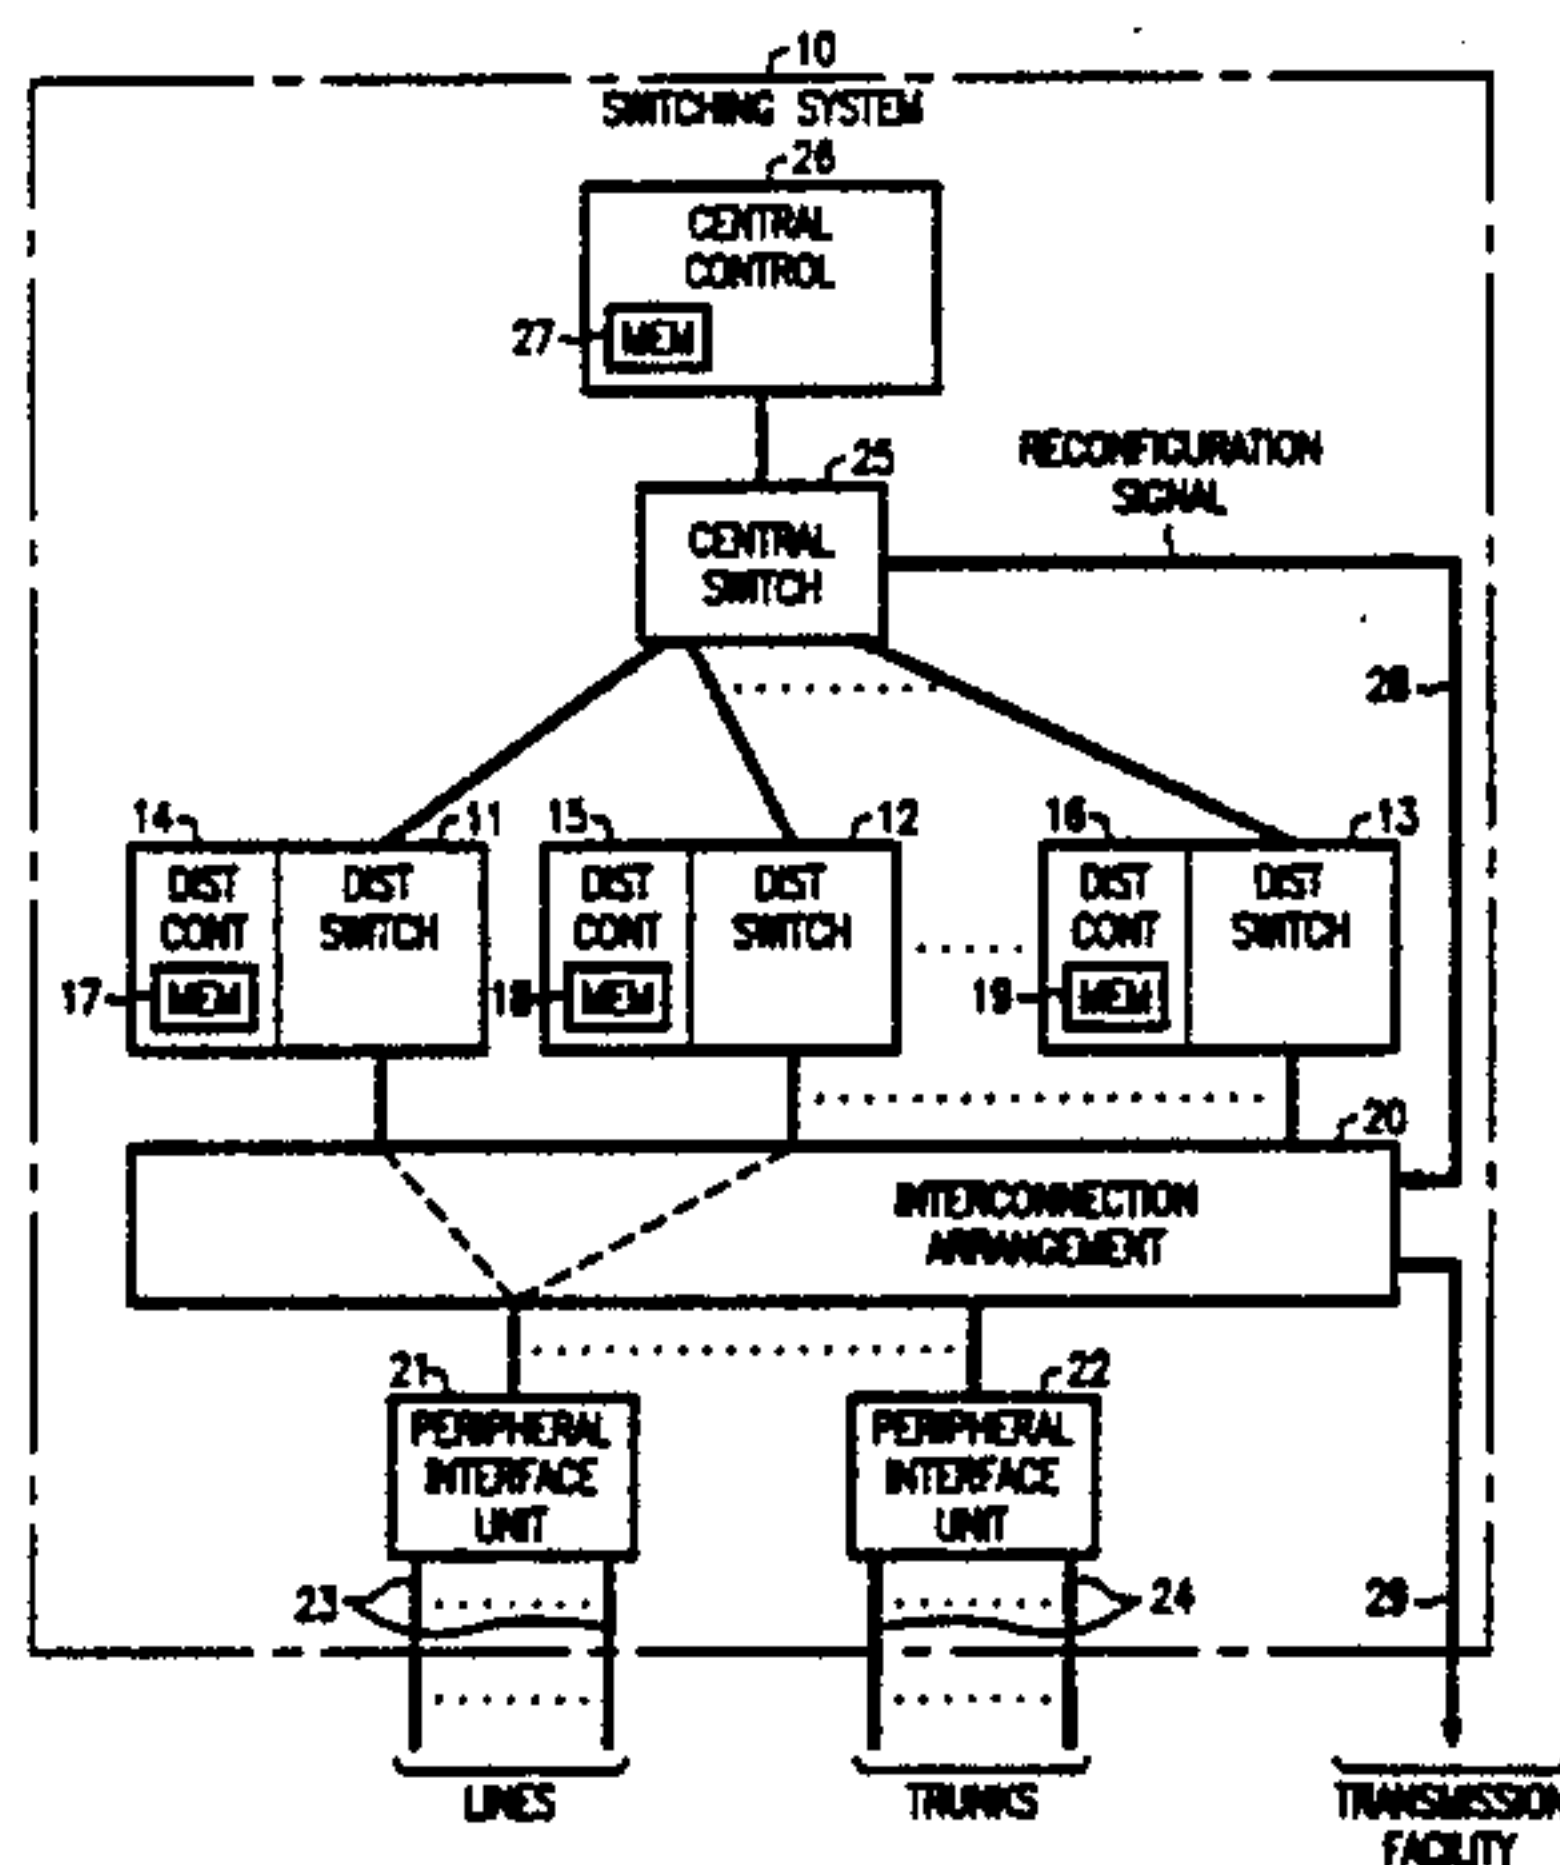 10
SWITCHING SYSTEM
26
CENTRAL
CONTROL
27
MEM
25
RECONFIGURATION
SIGNAL
CENTRAL
SWITCH
28
14
11
15
12
16
13
DIST
CONT
DIST
SWITCH
DIST
CONT
DIST
SWITCH
DIST
CONT
DIST
SWITCH
17
MEM
18
MEM
19
MEM
20
INTERCONNECTION
ARRANGEMENT
21
22
PERIPHERAL
INTERFACE
UNIT
PERIPHERAL
INTERFACE
UNIT
23
24
29
LINES
TRUNKS
TRANSMISSION
FACILITY